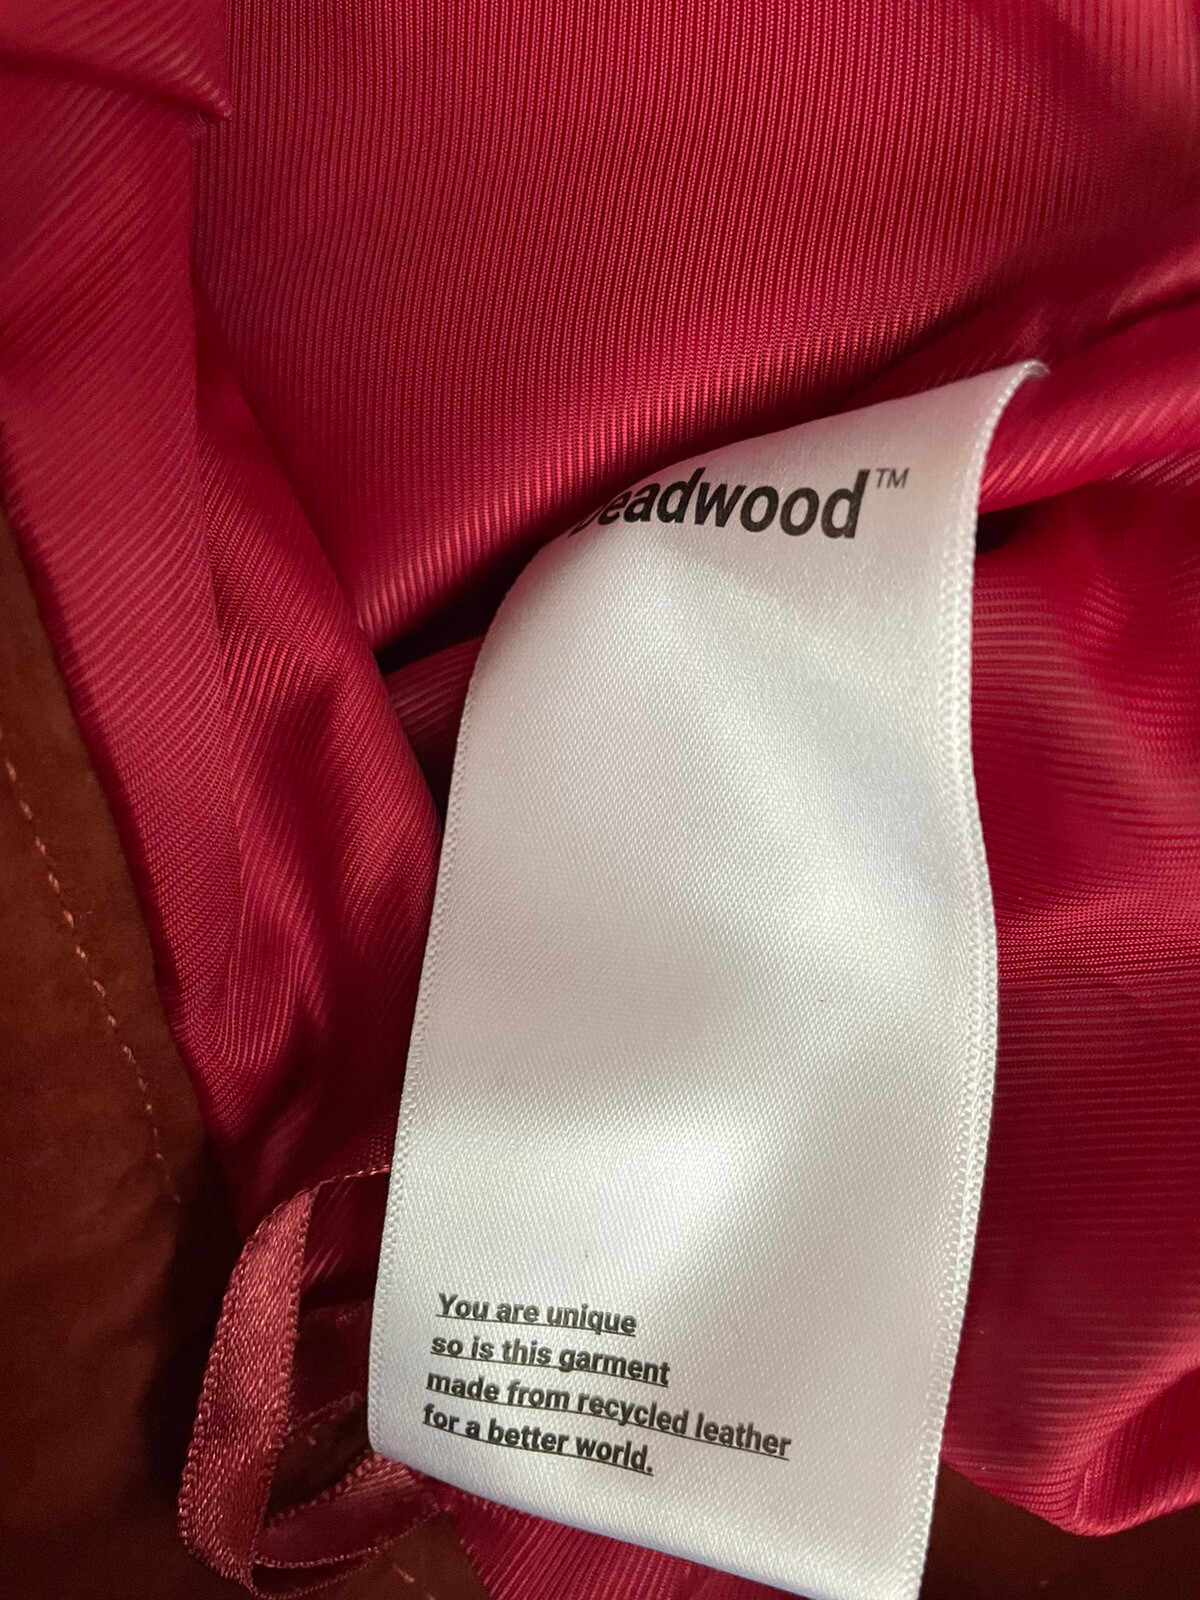 Deadwood™
You are unique
so is this garment
made from recycled leather
for a better world.